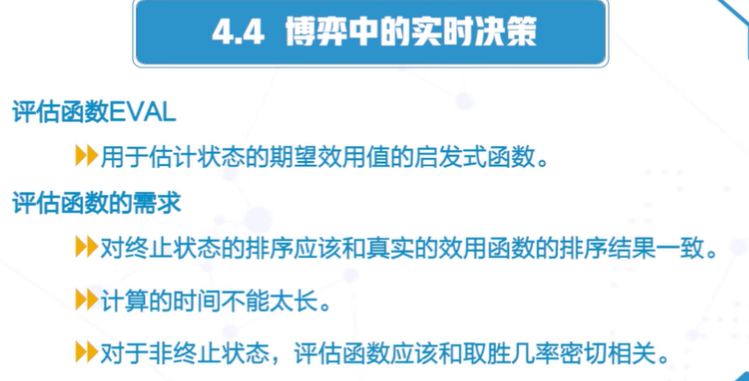 4.4 博弈中的实时决策
评估函数EVAL
用于估计状态的期望效用值的启发式函数。
评估函数的需求
对终止状态的排序应该和真实的效用函数的排序结果一致。
计算的时间不能太长。
对于非终止状态，评估函数应该和取胜几率密切相关。